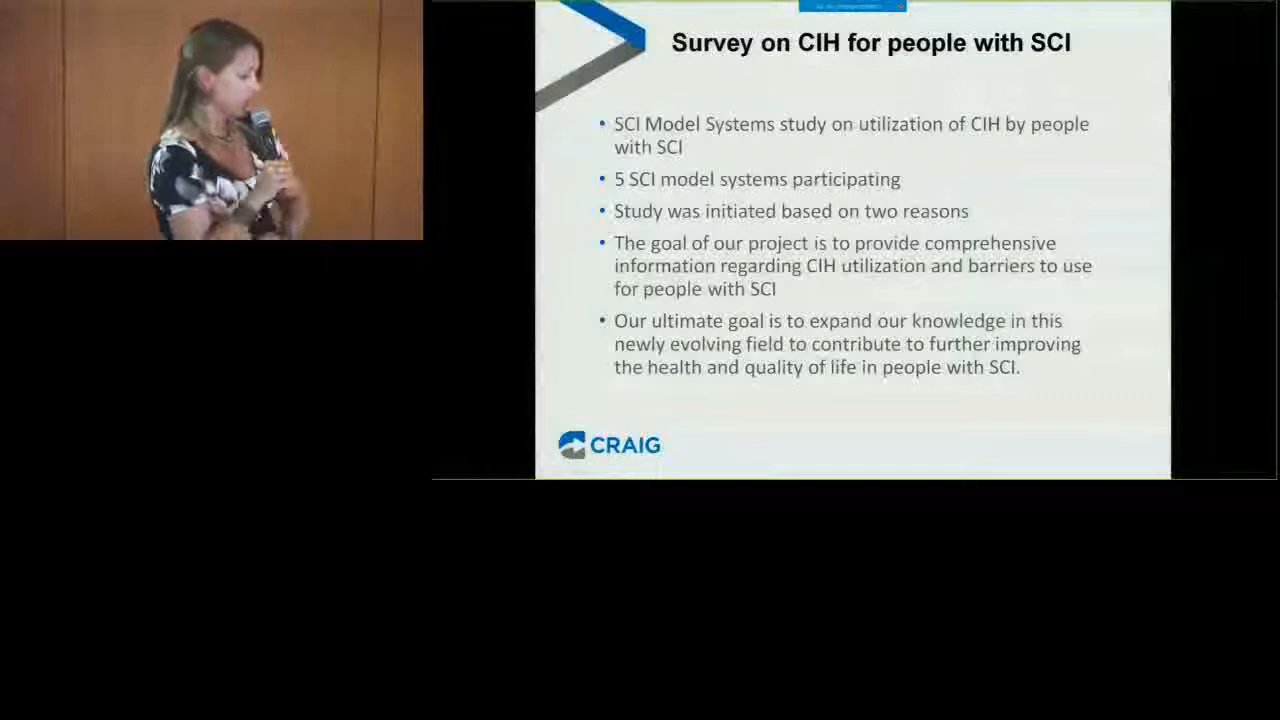 Survey on CIH for people with SCI
• SCI Model Systems study on utilization of CIH by people
with SCI
• 5 SCI model systems participating
• Study was initiated based on two reasons
• The goal of our project is to provide comprehensive
information regarding CIH utilization and barriers to use
for people with SCI
• Our ultimate goal is to expand our knowledge in this
newly evolving field to contribute to further improving
the health and quality of life in people with SCI.
CRAIG